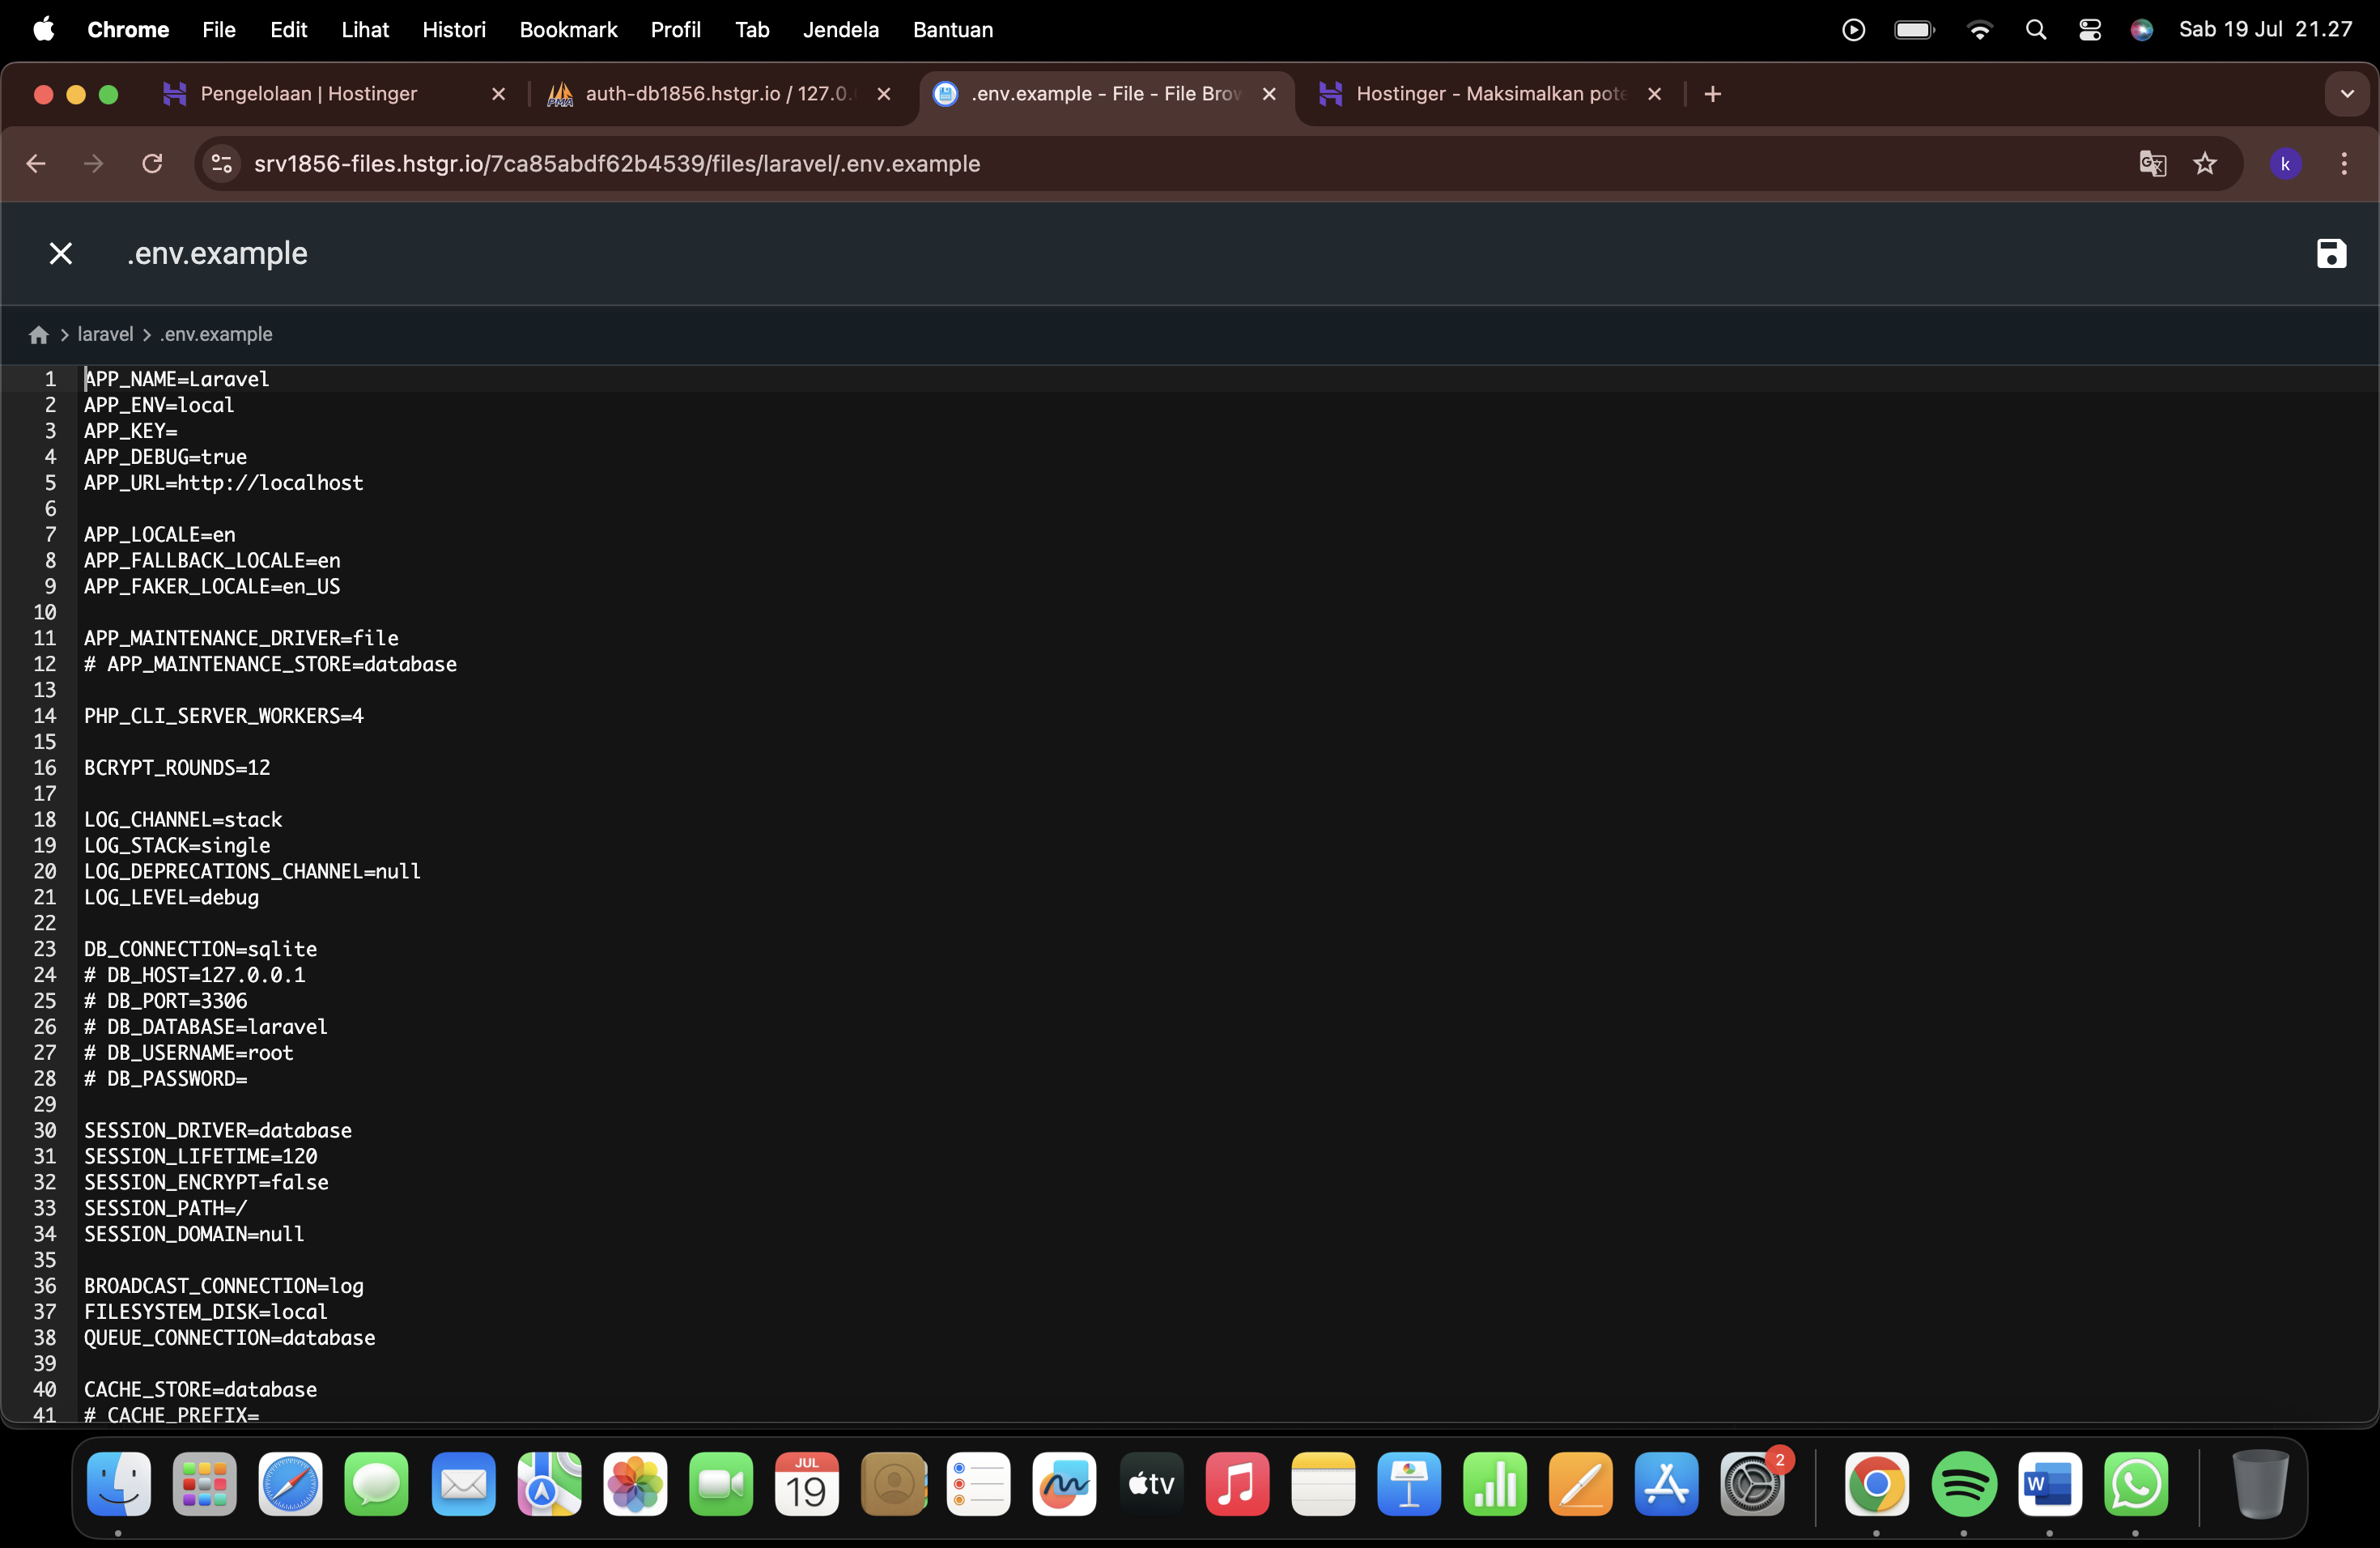 Chrome File Edit Lihat Histori Bookmark Profil Tab Jendela Bantuan Sab 19 Jul 21.27
Pengelolaan | Hostinger
auth-db1856.hstgr.io / 127.0.
.env.example - File - File Brow
Hostinger - Maksimalkan pote
srv1856-files.hstgr.io/7ca85abdf62b4539/files/laravel/.env.example
k
.env.example
laravel > .env.example
1 APP_NAME=Laravel
2 APP_ENV=local
3 APP_KEY=
4 APP_DEBUG=true
5 APP_URL=http://localhost
6
7 APP_LOCALE=en
8 APP_FALLBACK_LOCALE=en
9 APP_FAKER_LOCALE=en_US
10
11 APP_MAINTENANCE_DRIVER=file
12 # APP_MAINTENANCE_STORE=database
13
14 PHP_CLI_SERVER_WORKERS=4
15
16 BCRYPT_ROUNDS=12
17
18 LOG_CHANNEL=stack
19 LOG_STACK=single
20 LOG_DEPRECATIONS_CHANNEL=null
21 LOG_LEVEL=debug
22
23 DB_CONNECTION=sqlite
24 # DB_HOST=127.0.0.1
25 # DB_PORT=3306
26 # DB_DATABASE=laravel
27 # DB_USERNAME=root
28 # DB_PASSWORD=
29
30 SESSION_DRIVER=database
31 SESSION_LIFETIME=120
32 SESSION_ENCRYPT=false
33 SESSION_PATH=/
34 SESSION_DOMAIN=null
35
36 BROADCAST_CONNECTION=log
37 FILESYSTEM_DISK=local
38 QUEUE_CONNECTION=database
39
40 CACHE_STORE=database
41 # CACHE_PREFIX=
JUL
19
tv
2
W